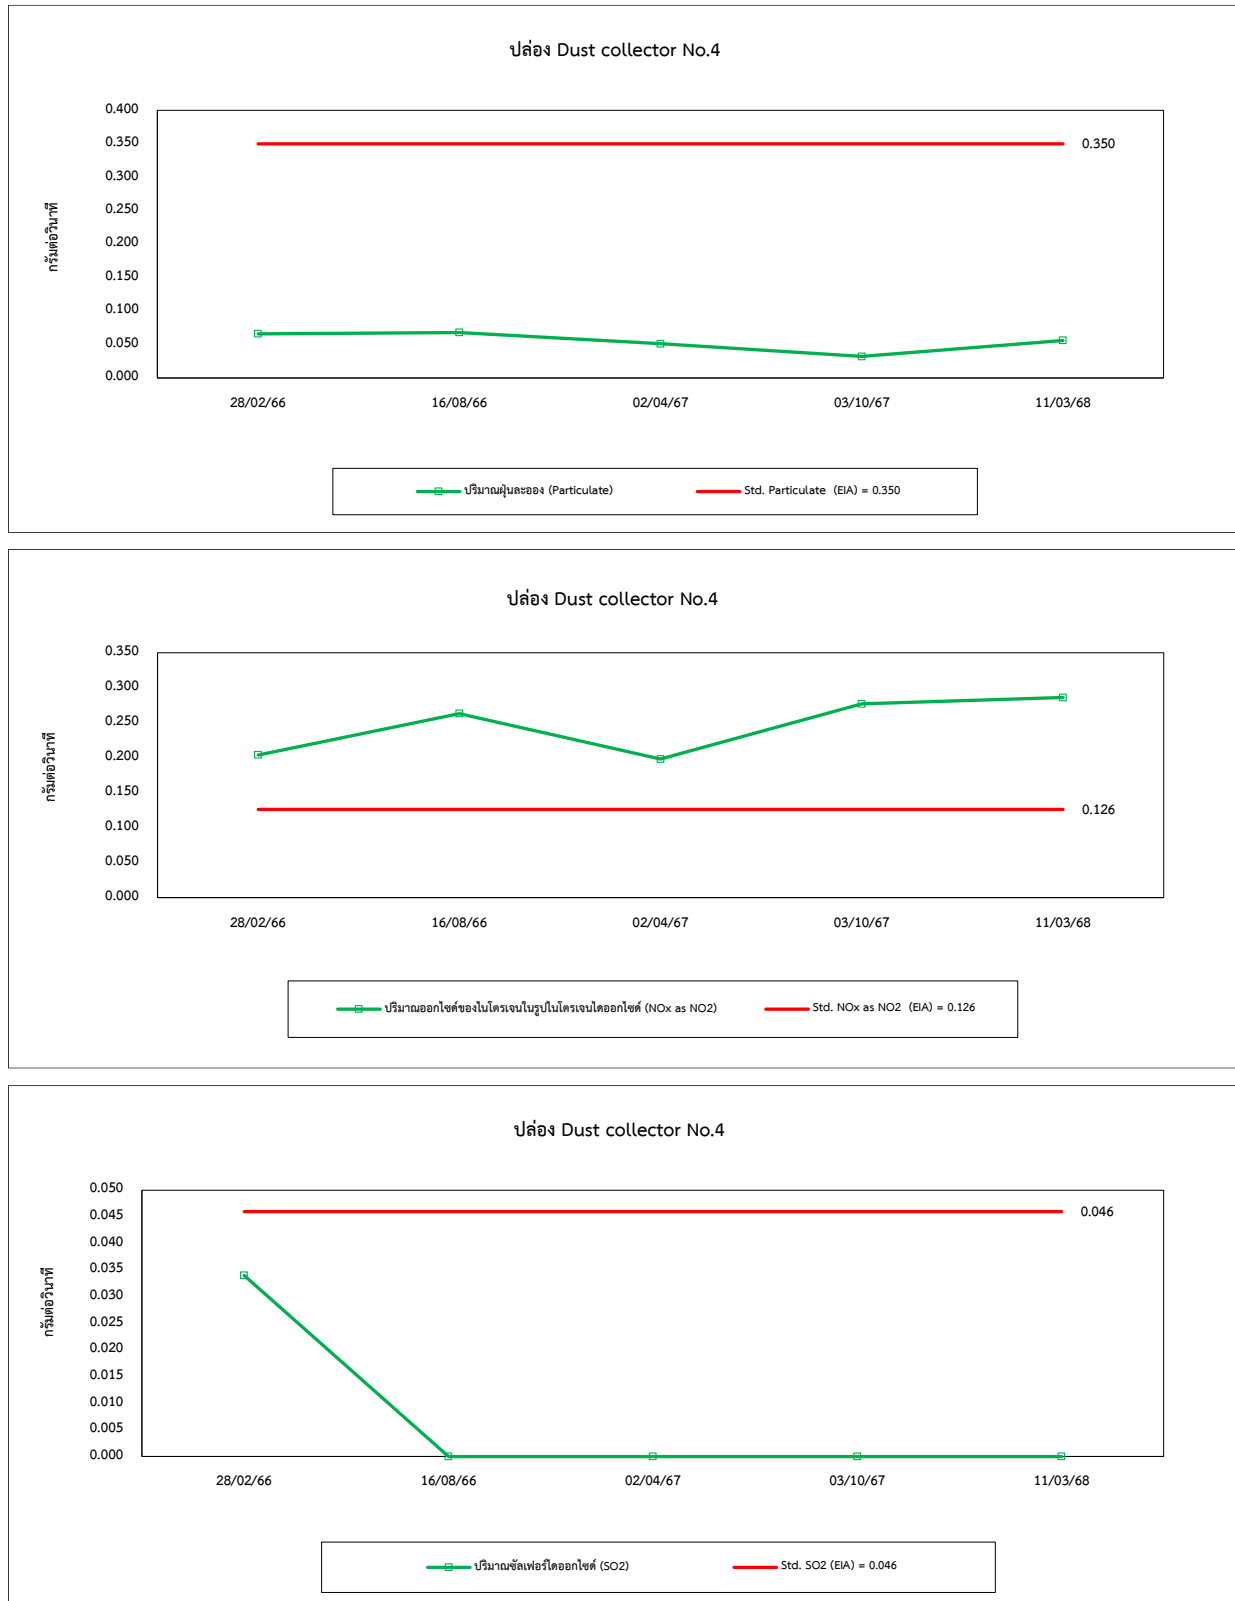 ปล่อง Dust collector No.4
0.400
0.350
0.300
0.250
0.200
0.150
0.100
0.050
0.000
กรัมต่อวินาที
0.350
28/02/66 16/08/66 02/04/67 03/10/67 11/03/68
ปริมาณฝุ่นละออง (Particulate) Std. Particulate (EIA) = 0.350
ปล่อง Dust collector No.4
0.350
0.300
0.250
0.200
0.150
0.100
0.050
0.000
กรัมต่อวินาที
0.126
28/02/66 16/08/66 02/04/67 03/10/67 11/03/68
ปริมาณออกไซด์ของไนโตรเจนในรูปไนโตรเจนไดออกไซด์ (NOx as NO2) Std. NOx as NO2 (EIA) = 0.126
ปล่อง Dust collector No.4
0.050
0.045
0.040
0.035
0.030
0.025
0.020
0.015
0.010
0.005
0.000
กรัมต่อวินาที
0.046
28/02/66 16/08/66 02/04/67 03/10/67 11/03/68
ปริมาณซัลเฟอร์ไดออกไซด์ (SO2) Std. SO2 (EIA) = 0.046